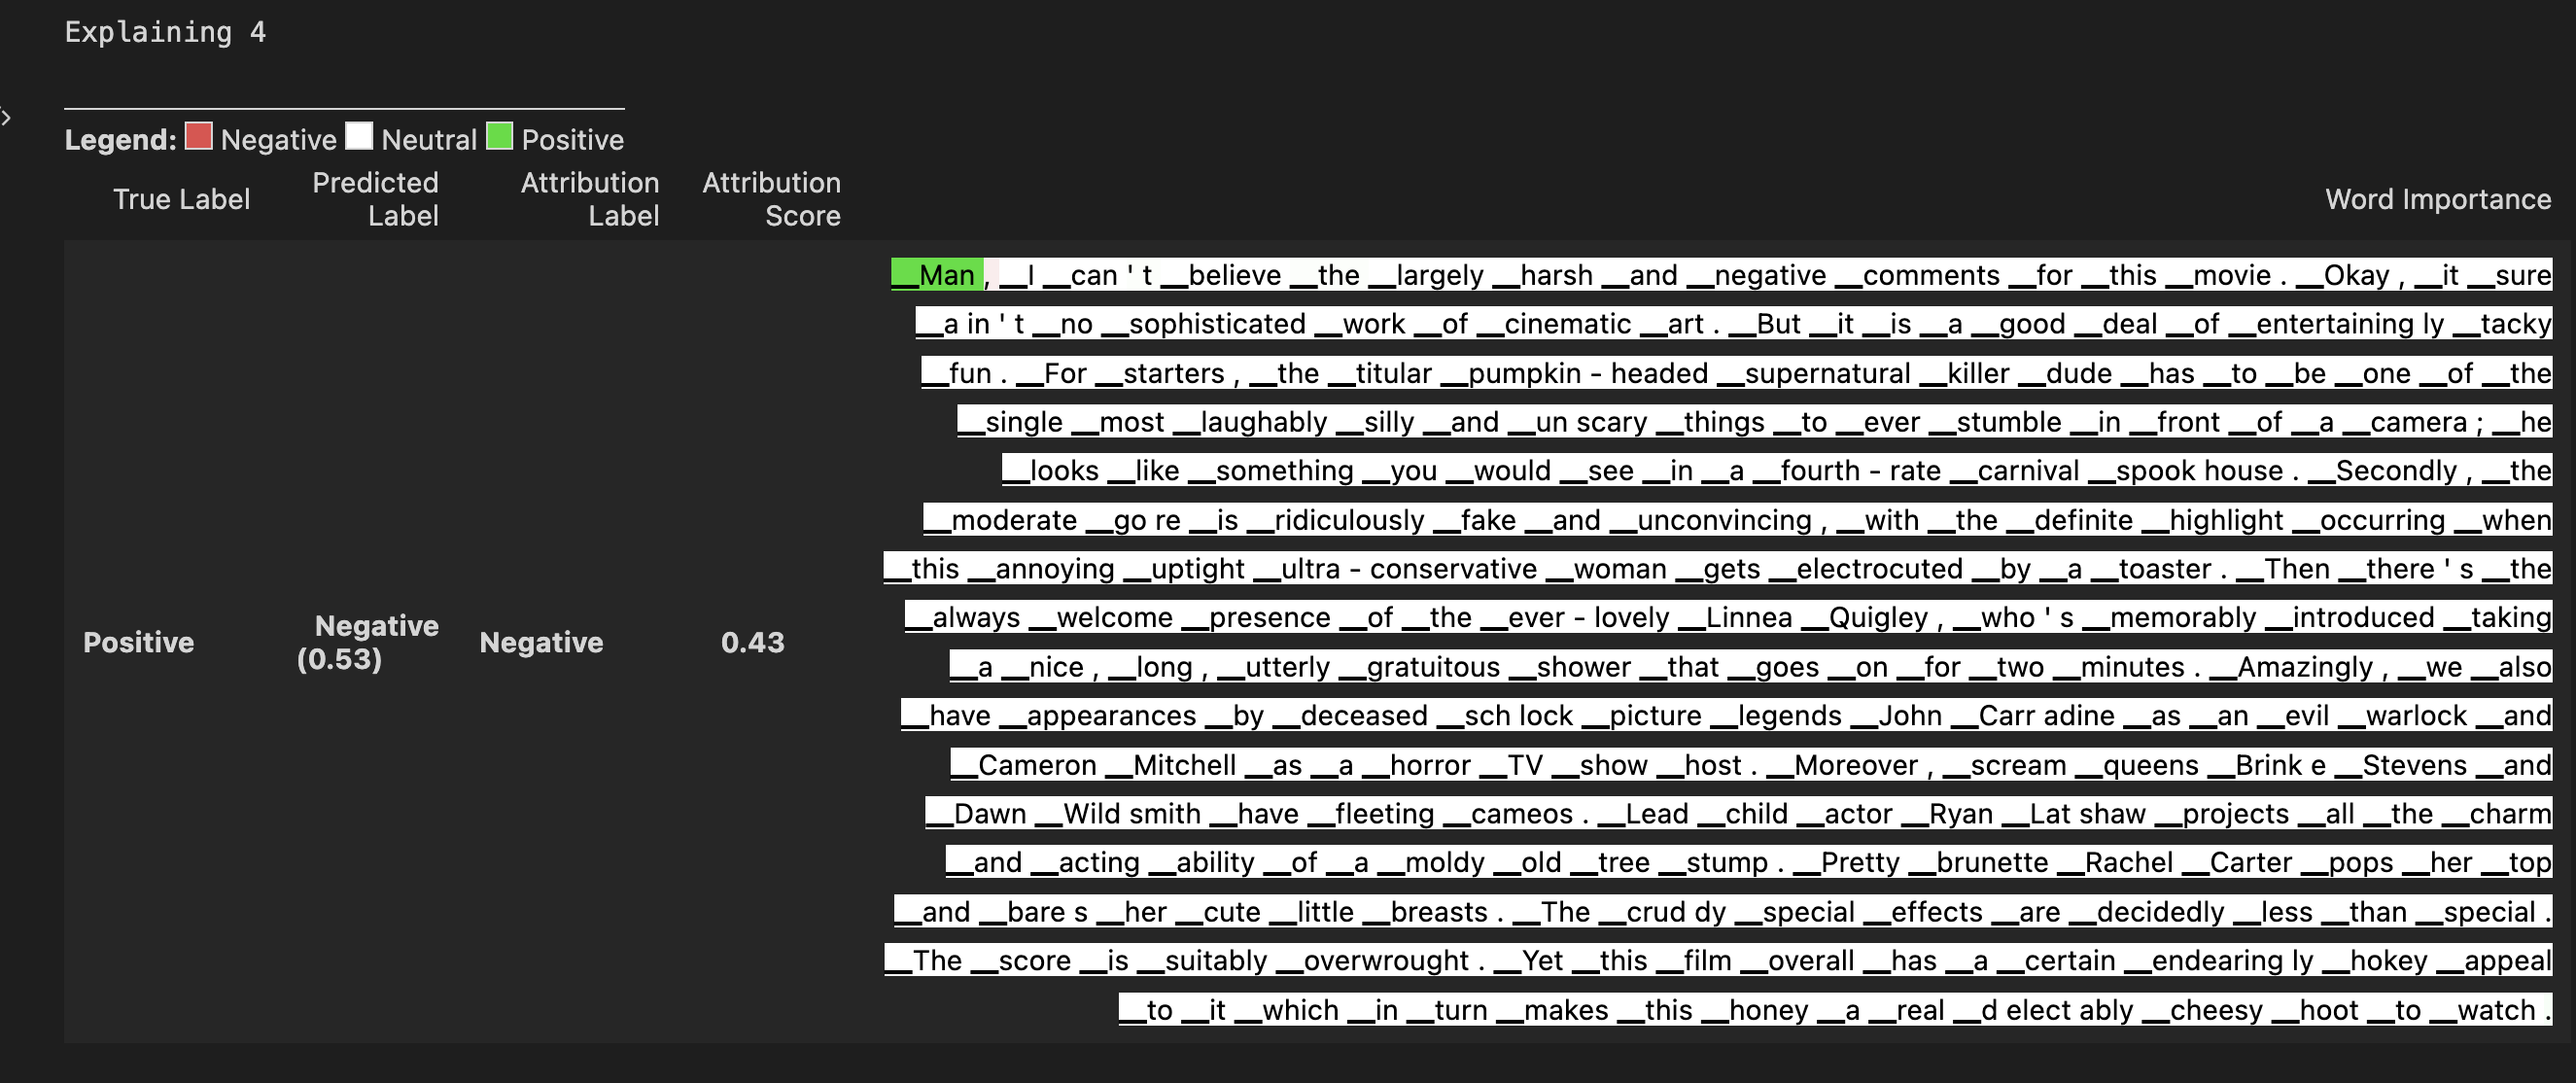 Explaining 4
Legend: Negative Neutral Positive
True Label Predicted Label Attribution Label Attribution Score Word Importance
Positive Negative (0.53) Negative 0.43
__Man , __I __can ' t __believe __the __largely __harsh __and __negative __comments __for __this __movie . __Okay , __it __sure
__a in ' t __no __sophisticated __work __of __cinematic __art . __But __it __is __a __good __deal __of __entertaining ly __tacky
__fun . __For __starters , __the __titular __pumpkin - headed __supernatural __killer __dude __has __to __be __one __of __the
__single __most __laughably __silly __and __un scary __things __to __ever __stumble __in __front __of __a __camera ; __he
__looks __like __something __you __would __see __in __a __fourth - rate __carnival __spook house . __Secondly , __the
__moderate __go re __is __ridiculously __fake __and __unconvincing , __with __the __definite __highlight __occurring __when
__this __annoying __uptight __ultra - conservative __woman __gets __electrocuted __by __a __toaster . __Then __there ' s __the
__always __welcome __presence __of __the __ever - lovely __Linnea __Quigley , __who ' s __memorably __introduced __taking
__a __nice , __long , __utterly __gratuitous __shower __that __goes __on __for __two __minutes . __Amazingly , __we __also
__have __appearances __by __deceased __sch lock __picture __legends __John __Carr adine __as __an __evil __warlock __and
__Cameron __Mitchell __as __a __horror __TV __show __host . __Moreover , __scream __queens __Brink e __Stevens __and
__Dawn __Wild smith __have __fleeting __cameos . __Lead __child __actor __Ryan __Lat shaw __projects __all __the __charm
__and __acting __ability __of __a __moldy __old __tree __stump . __Pretty __brunette __Rachel __Carter __pops __her __top
__and __bare s __her __cute __little __breasts . __The __crud dy __special __effects __are __decidedly __less __than __special .
__The __score __is __suitably __overwrought . __Yet __this __film __overall __has __a __certain __endearing ly __hokey __appeal
__to __it __which __in __turn __makes __this __honey __a __real __d elect ably __cheesy __hoot __to __watch .